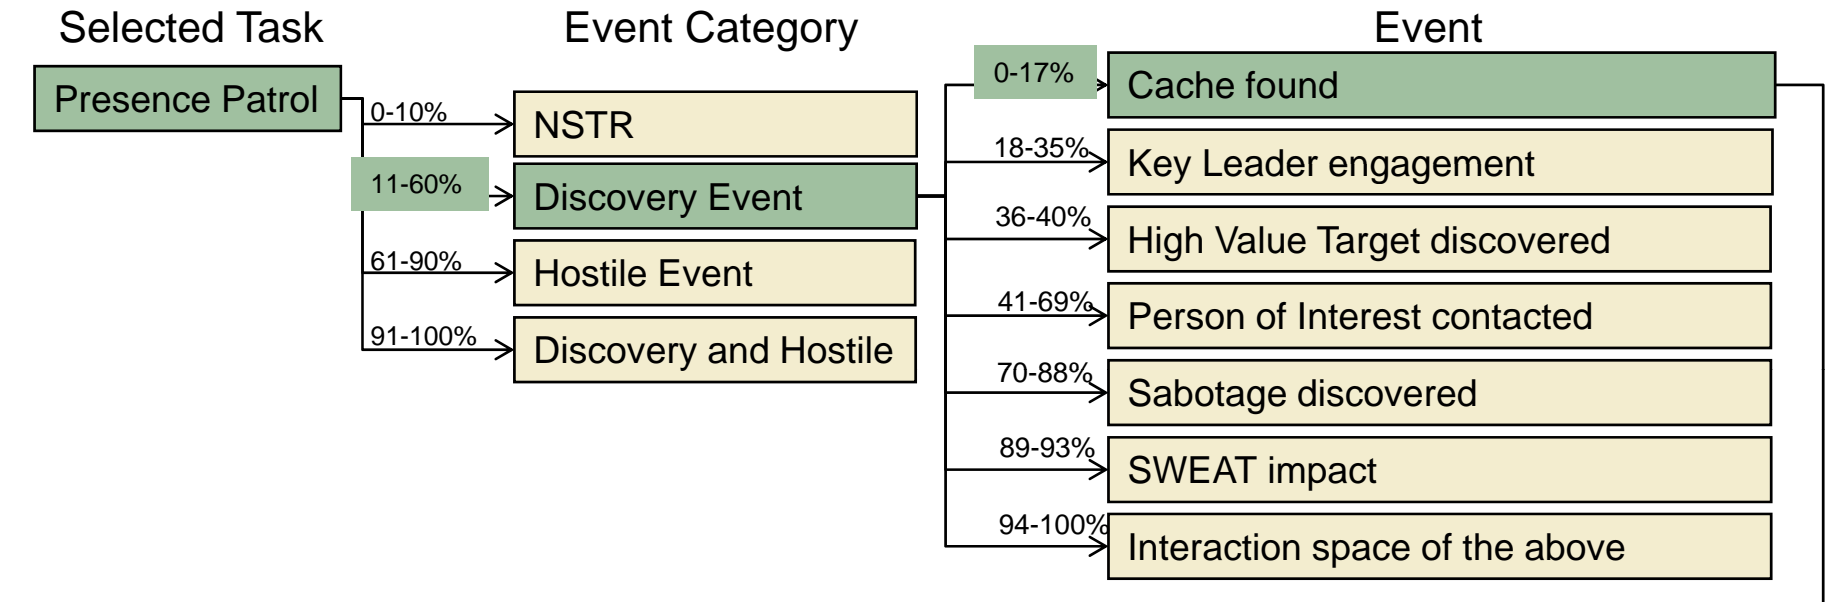 Selected Task
Event Category
Event
Presence Patrol
0-10%
NSTR
11-60%
Discovery Event
61-90%
Hostile Event
91-100%
Discovery and Hostile
0-17%
Cache found
18-35%
Key Leader engagement
36-40%
High Value Target discovered
41-69%
Person of Interest contacted
70-88%
Sabotage discovered
89-93%
SWEAT impact
94-100%
Interaction space of the above